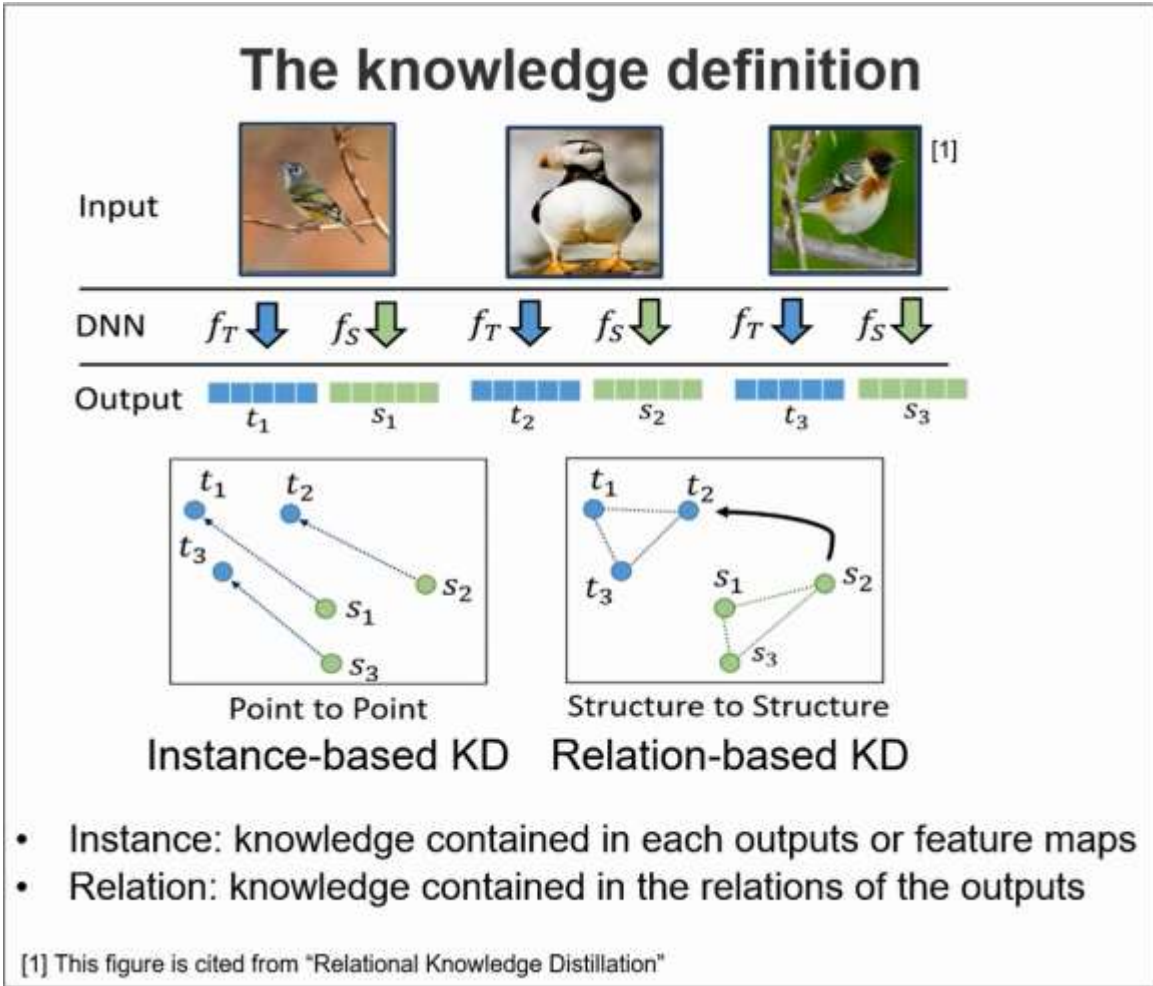 The knowledge definition
[1]
Input
DNN f_T f_S f_T f_S f_T f_S
Output
t_1 s_1 t_2 s_2 t_3 s_3
t_1 t_2
t_3
s_2
s_1
s_3
Point to Point
Instance-based KD
t_1 t_2
t_3
s_1 s_2
s_3
Structure to Structure
Relation-based KD
• Instance: knowledge contained in each outputs or feature maps
• Relation: knowledge contained in the relations of the outputs
[1] This figure is cited from “Relational Knowledge Distillation”